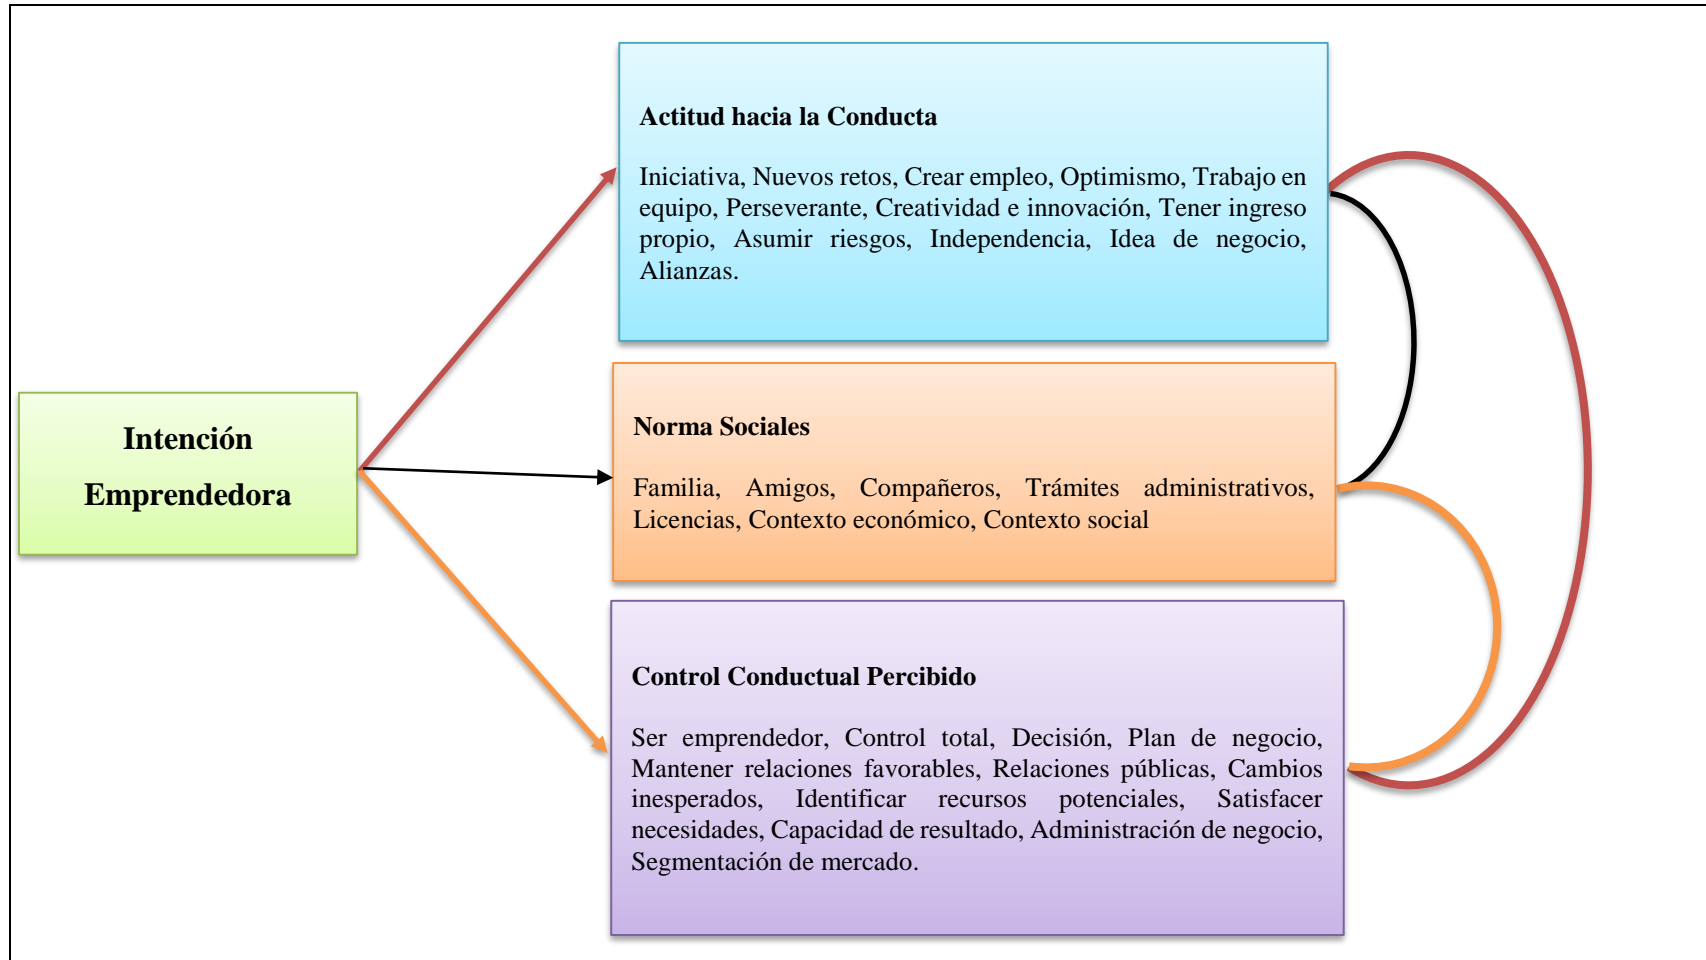 Actitud hacia la Conducta
Iniciativa, Nuevos retos, Crear empleo, Optimismo, Trabajo en
equipo, Perseverante, Creatividad e innovación, Tener ingreso
propio, Asumir riesgos, Independencia, Idea de negocio,
Alianzas.
Intención
Emprendedora
Norma Sociales
Familia, Amigos, Compañeros, Trámites administrativos,
Licencias, Contexto económico, Contexto social
Control Conductual Percibido
Ser emprendedor, Control total, Decisión, Plan de negocio,
Mantener relaciones favorables, Relaciones públicas, Cambios
inesperados, Identificar recursos potenciales, Satisfacer
necesidades, Capacidad de resultado, Administración de negocio,
Segmentación de mercado.